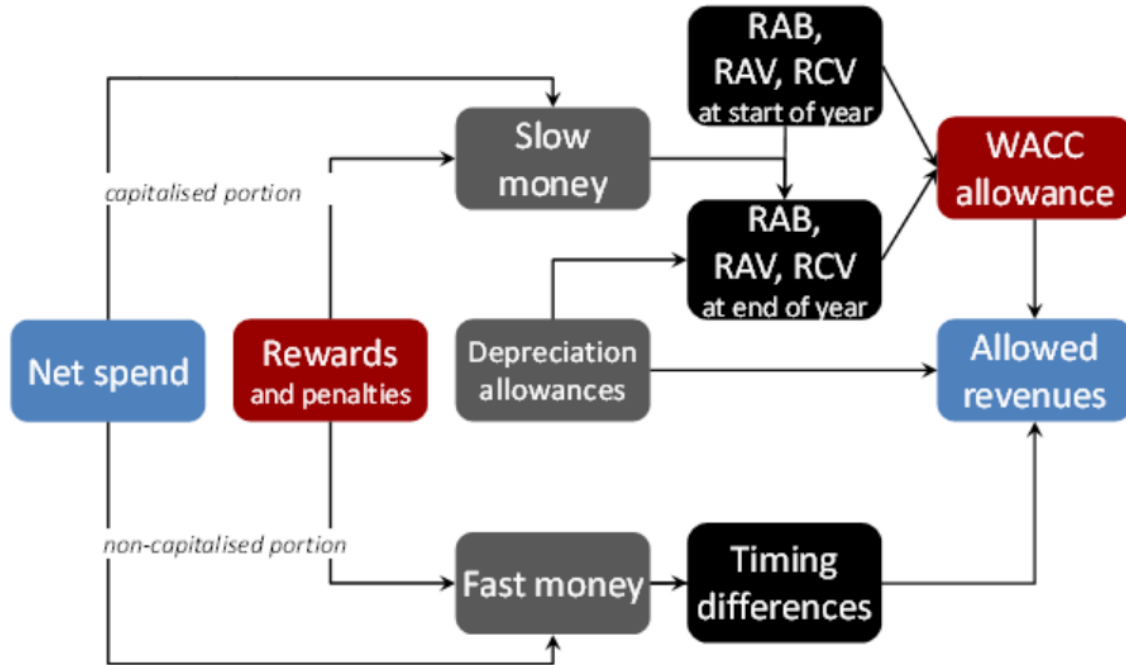 RAB,
RAV, RCV
at start of year
Slow
money
WACC
allowance
capitalised portion
RAB,
RAV, RCV
at end of year
Net spend
Rewards
and penalties
Depreciation
allowances
Allowed
revenues
non-capitalised portion
Fast money
Timing
differences